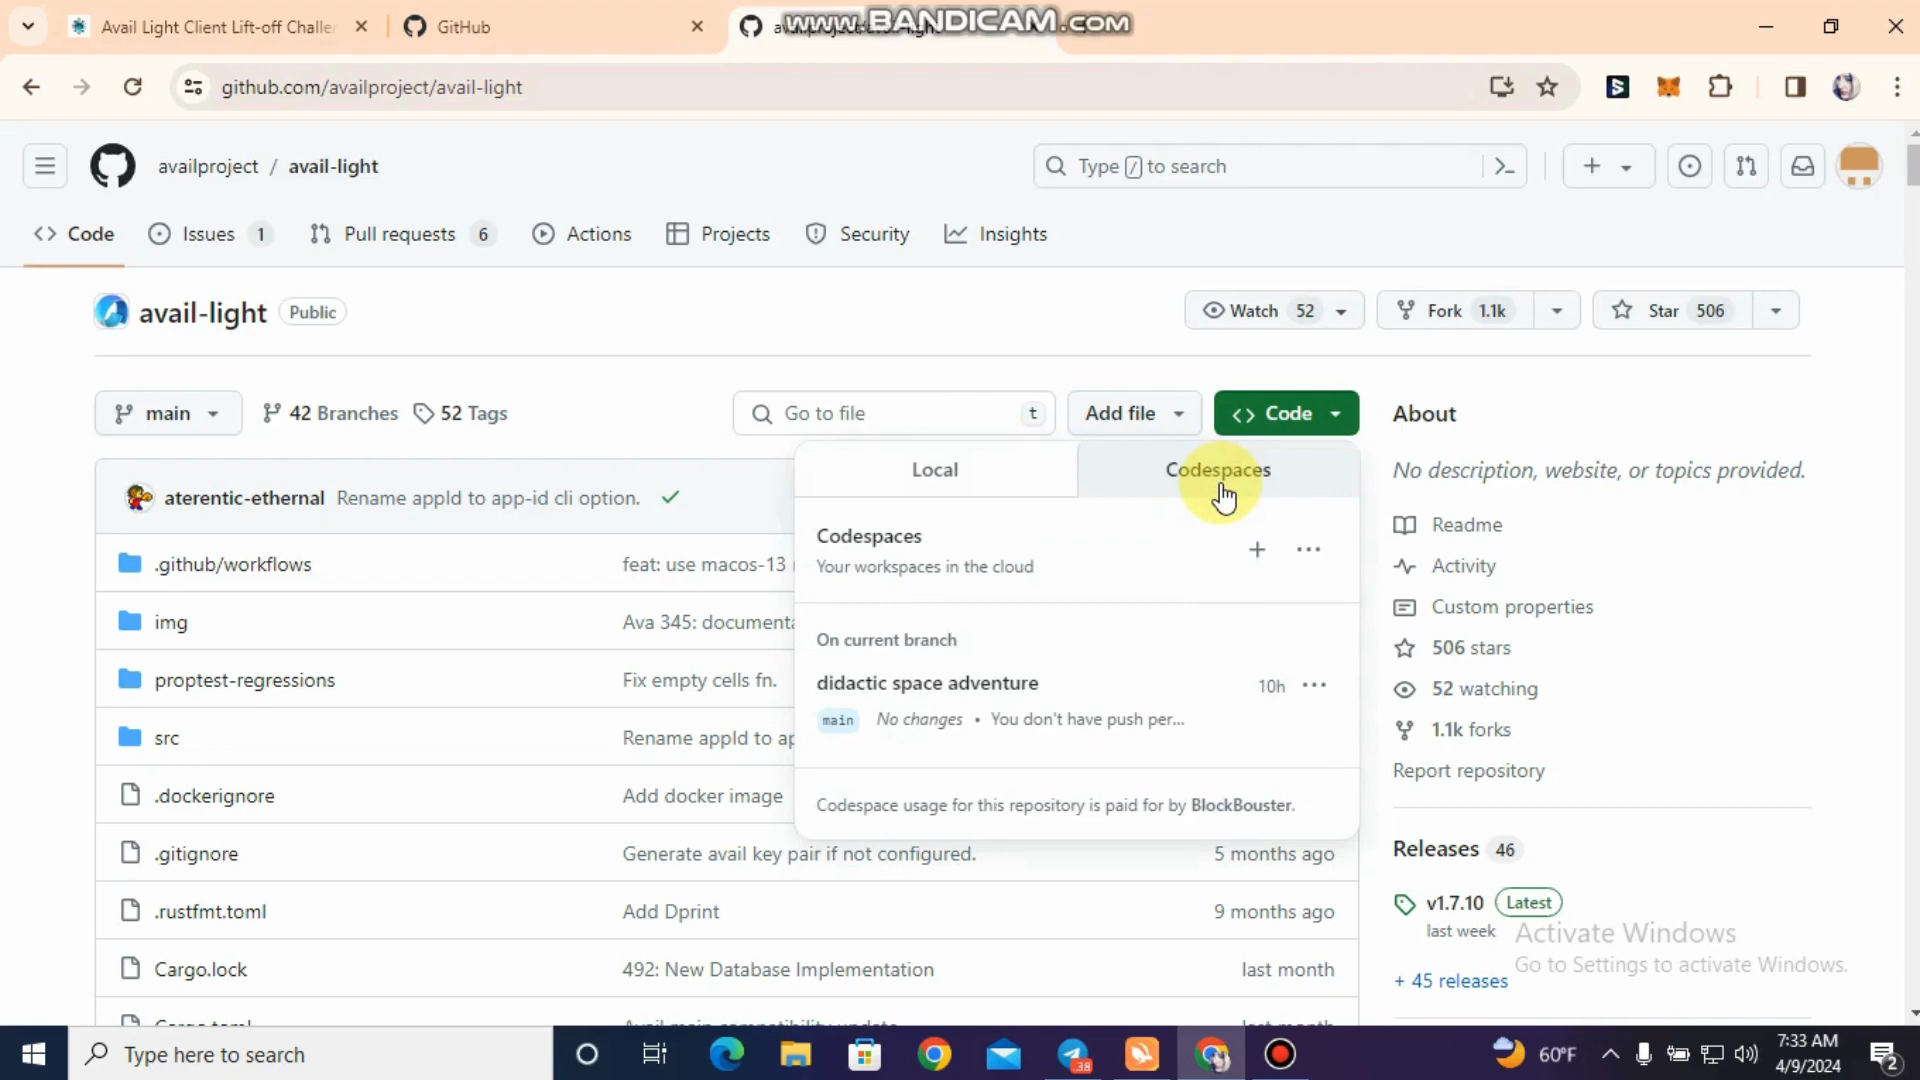 www.BANDICAM.com
Avail Light Client Lift-off Challe
GitHub
github.com/availproject/avail-light
availproject / avail-light
Type / to search
Code
Issues 1
Pull requests 6
Actions
Projects
Security
Insights
avail-light Public
Watch 52
Fork 1.1k
Star 506
main
42 Branches
52 Tags
Go to file t
Add file
Code
About
Local
Codespaces
No description, website, or topics provided.
aterentic-ethernal Rename appId to app-id cli option.
Codespaces
Your workspaces in the cloud
Readme
.github/workflows feat: use macos-13
Activity
img Ava 345: documenta
Custom properties
On current branch
506 stars
proptest-regressions Fix empty cells fn.
didactic space adventure 10h
52 watching
main No changes • You don't have push per...
1.1k forks
src Rename appId to ap
Report repository
.dockerignore Add docker image
Codespace usage for this repository is paid for by BlockBouster.
.gitignore Generate avail key pair if not configured. 5 months ago
Releases 46
.rustfmt.toml Add Dprint 9 months ago
v1.7.10 Latest
last week
Activate Windows
Go to Settings to activate Windows.
Cargo.lock 492: New Database Implementation last month
+ 45 releases
Type here to search
38
60°F
7:33 AM
4/9/2024
2